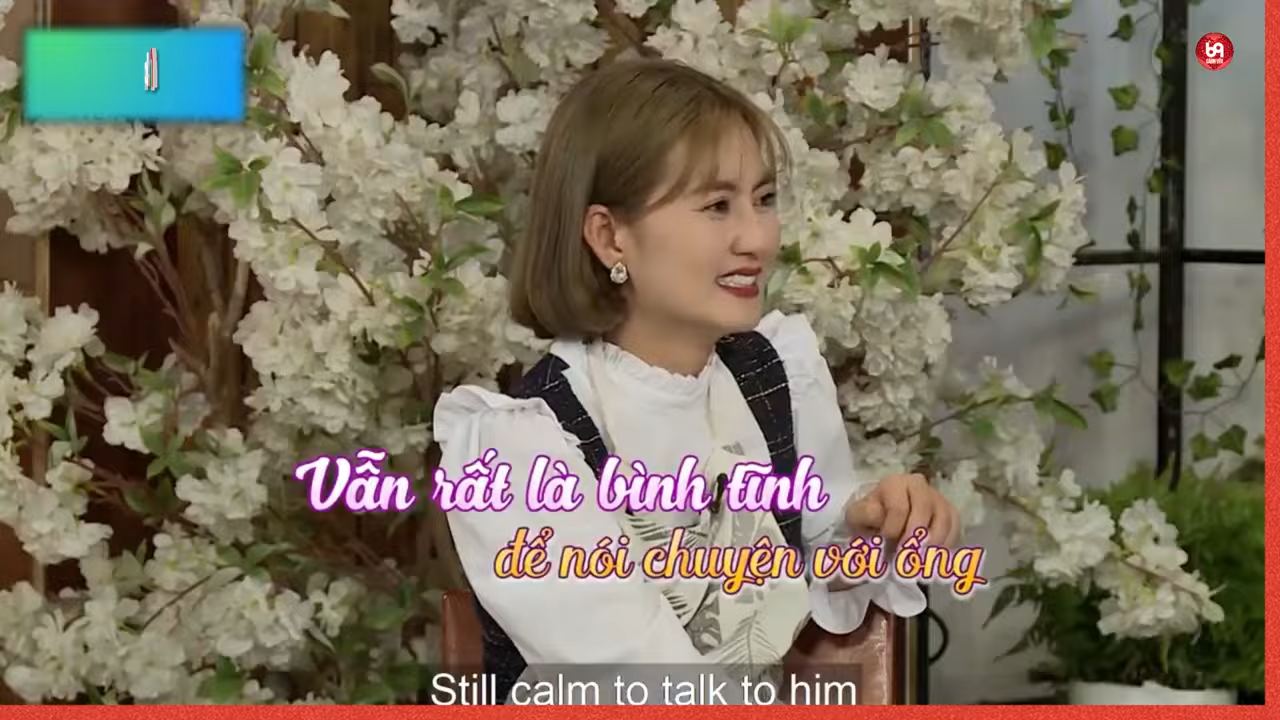 Vẫn rất là bình tĩnh
để nói chuyện với ổng
Still calm to talk to him